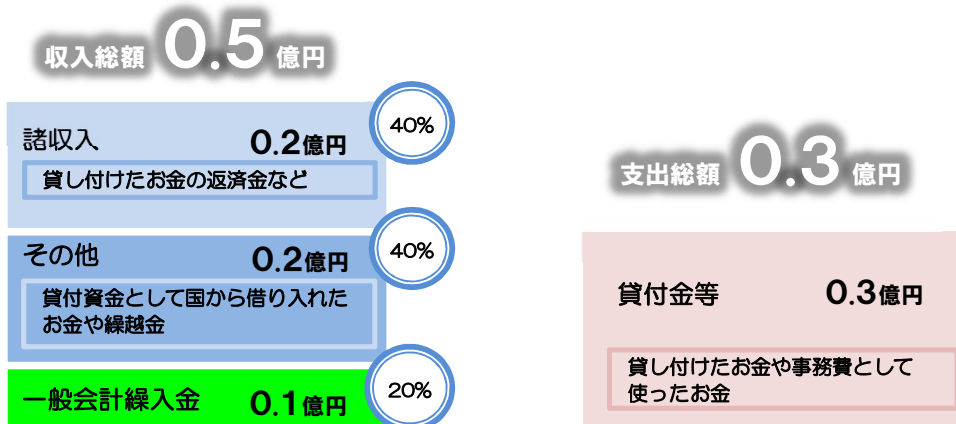 収入総額 0.5 億円
諸収入 0.2億円
40%
貸し付けたお金の返済金など
その他 0.2億円
40%
貸付資金として国から借り入れた
お金や繰越金
一般会計繰入金 0.1億円
20%
支出総額 0.3 億円
貸付金等 0.3億円
貸し付けたお金や事務費として
使ったお金